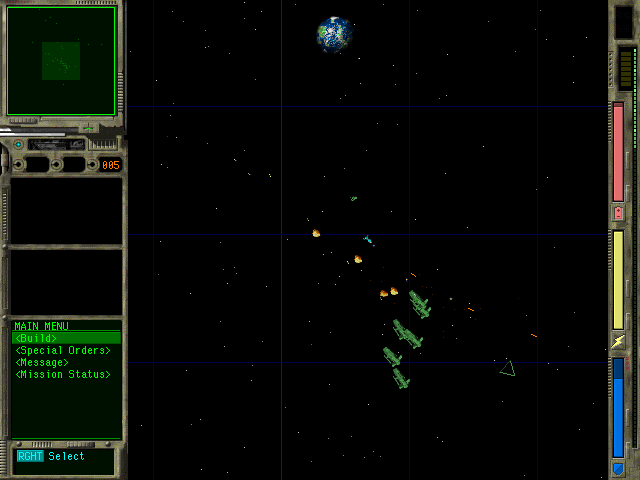 005
MAIN MENU
<Build>
<Special Orders>
<Message>
<Mission Status>
RGHT Select